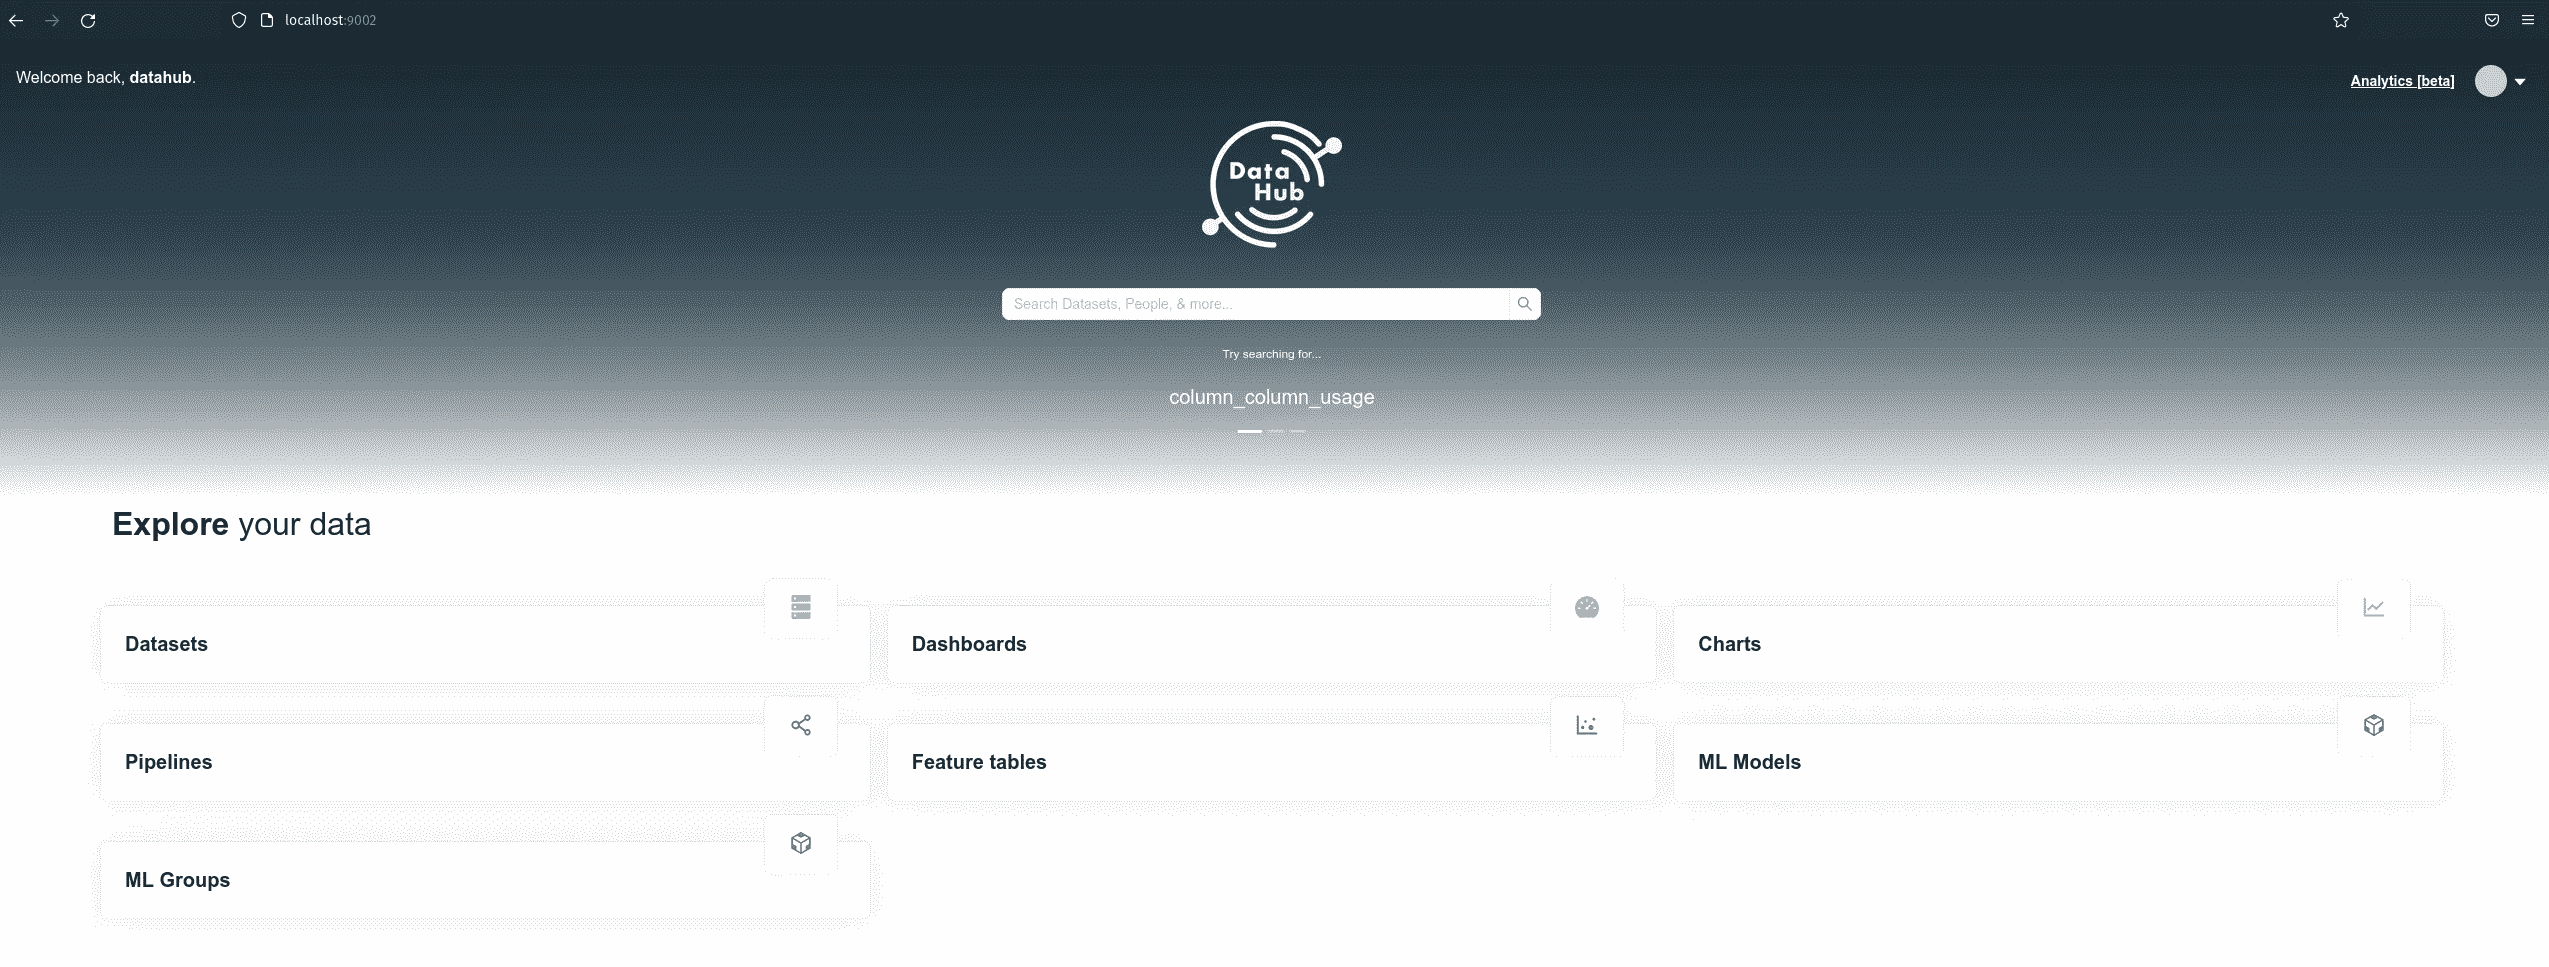 localhost:9002
Welcome back, datahub.
Analytics [beta]
Data
Hub
Search Datasets, People, & more...
Try searching for...
column_column_usage
Explore your data
Datasets
Dashboards
Charts
Pipelines
Feature tables
ML Models
ML Groups